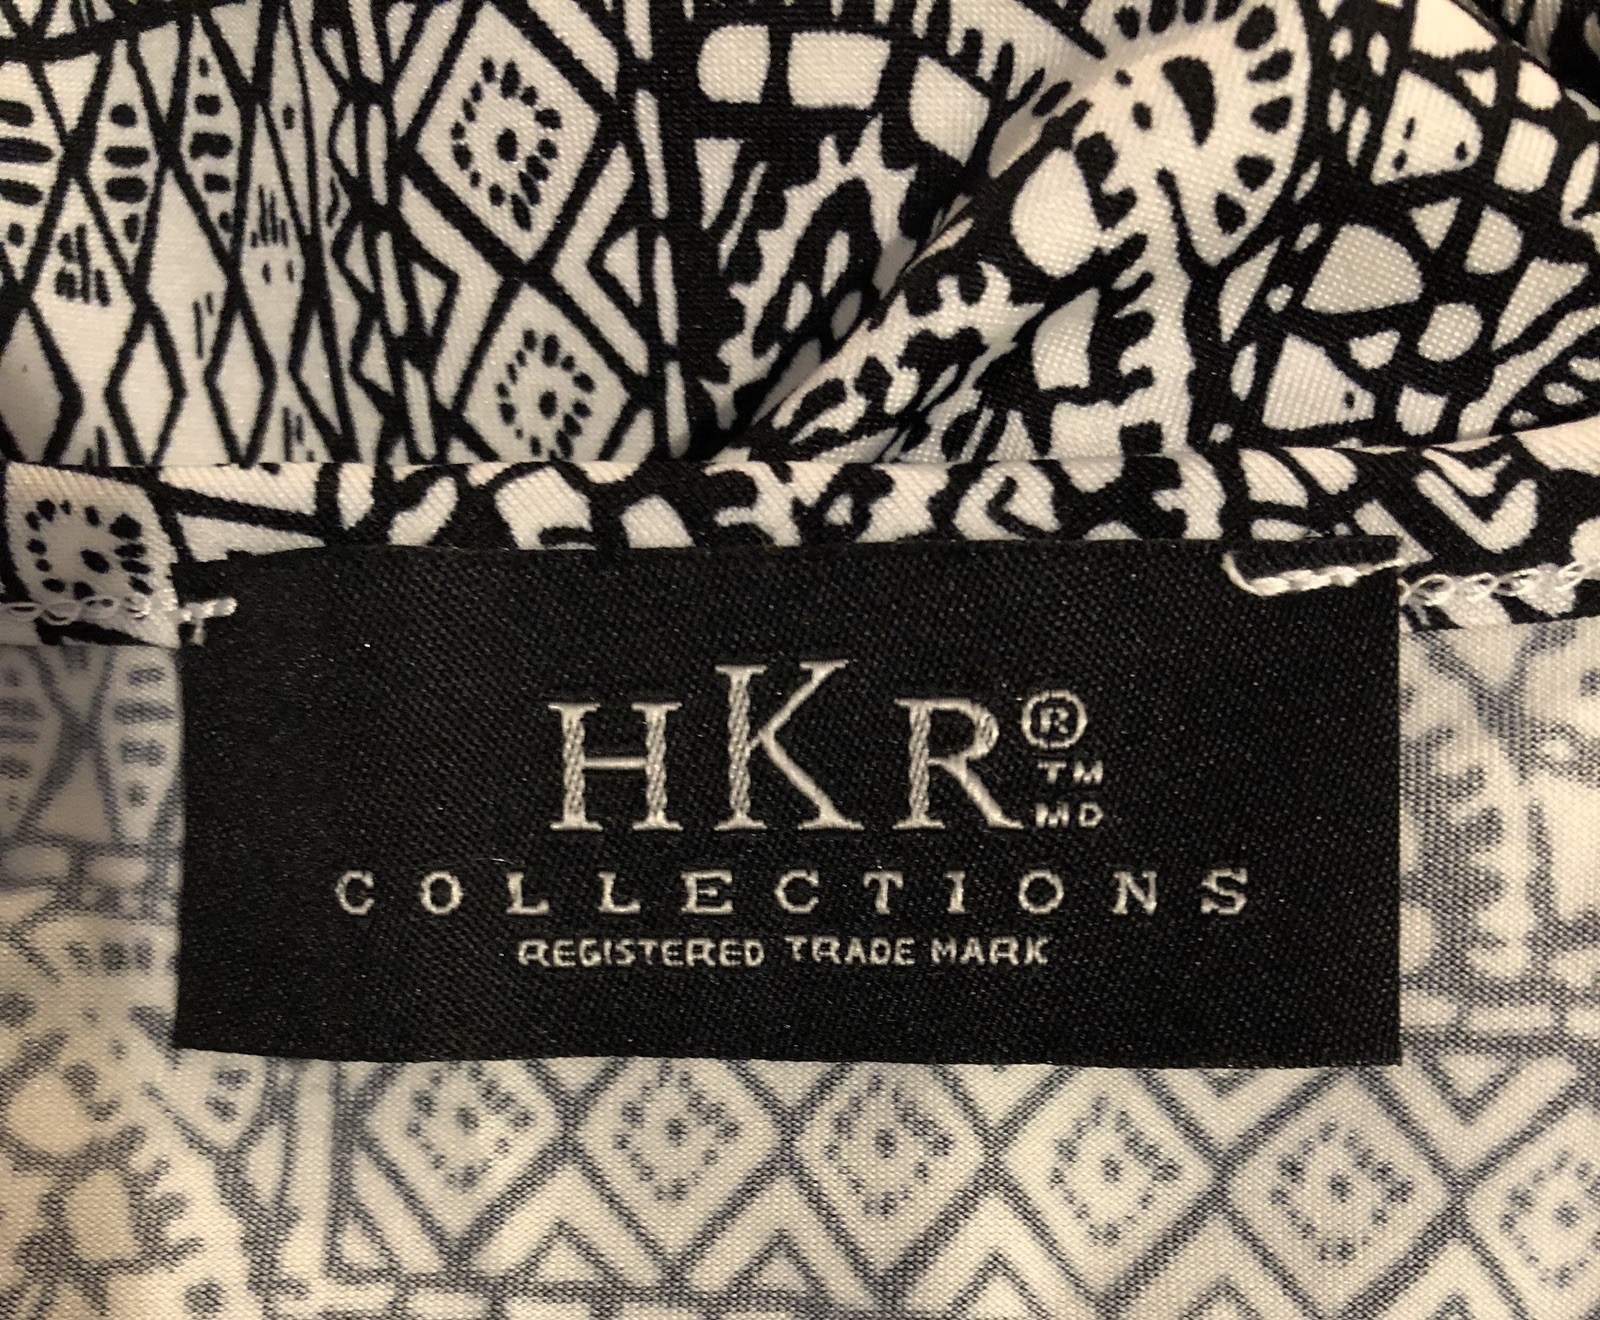 HKR®
TM
MD
COLLECTIONS
REGISTERED TRADE MARK